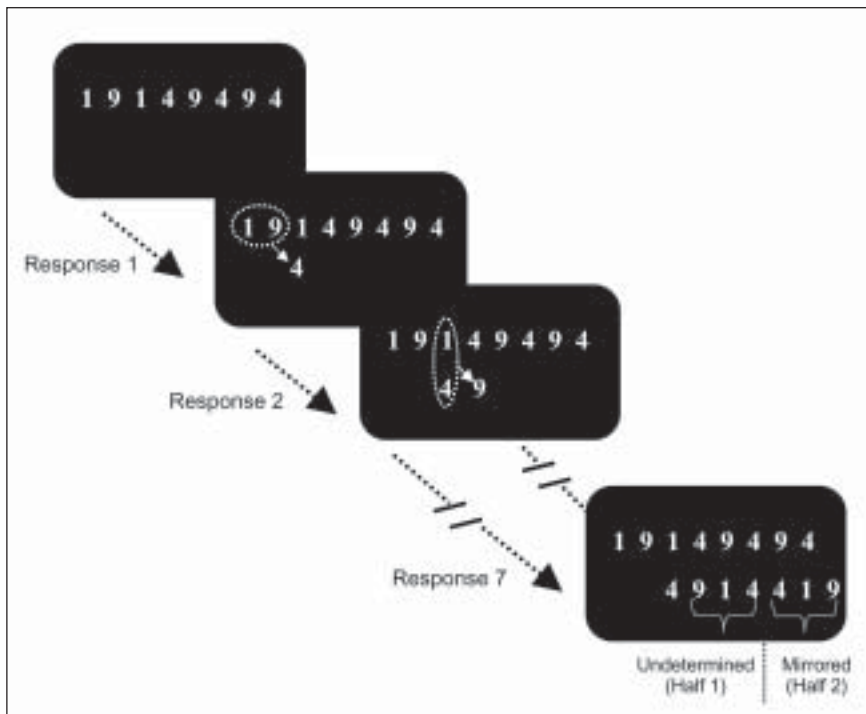 1 9 1 4 9 4 9 4
Response 1
1 9 1 4 9 4 9 4
4
Response 2
1 9 1 4 9 4 9 4
4 9
Response 7
1 9 1 4 9 4 9 4
4 9 1 4 4 1 9
Undetermined
(Half 1)
Mirrored
(Half 2)